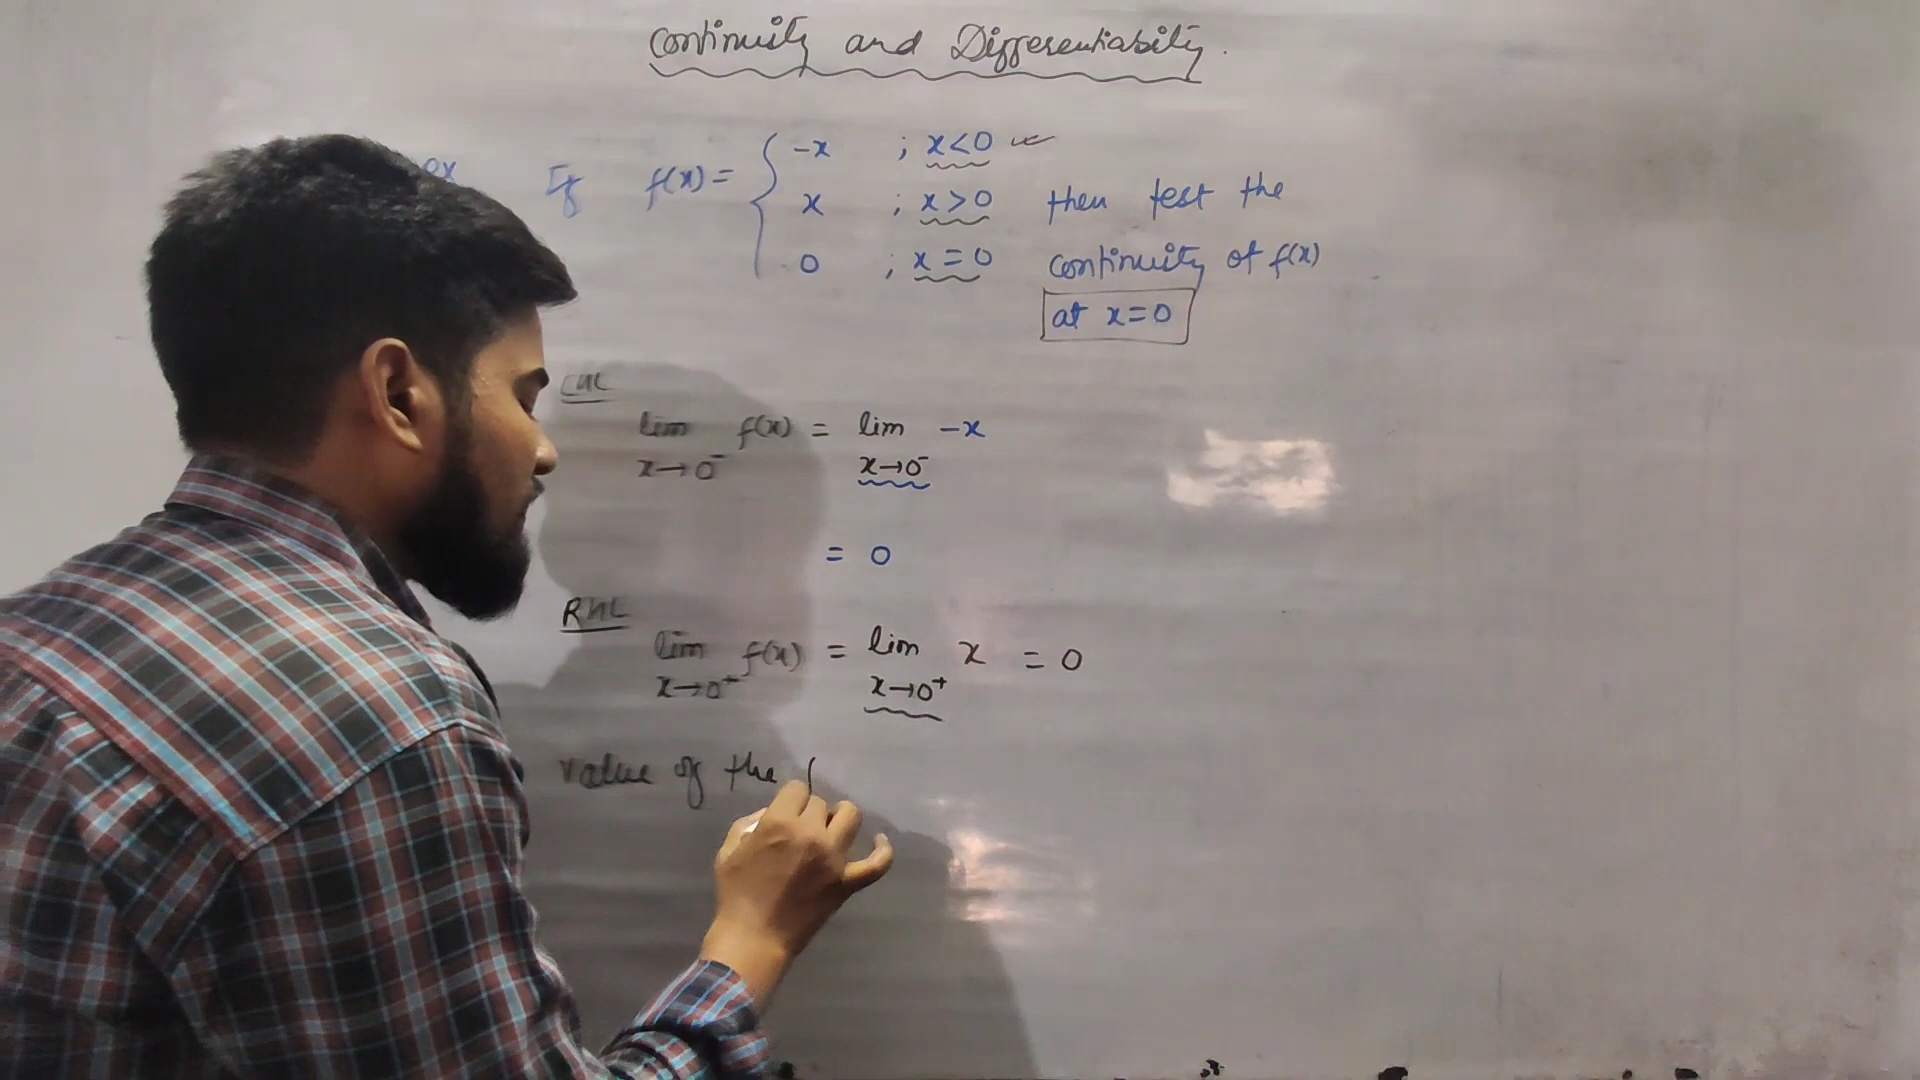 Continuity and Differentiability.
ex If f(x) = { -x ; x<0
x ; x>0 then test the
0 ; x=0 continuity of f(x)
at x=0
LHL
lim f(x) = lim -x
x→0⁻ x→0⁻
= 0
RHL
lim f(x) = lim x = 0
x→0⁺ x→0⁺
value of the